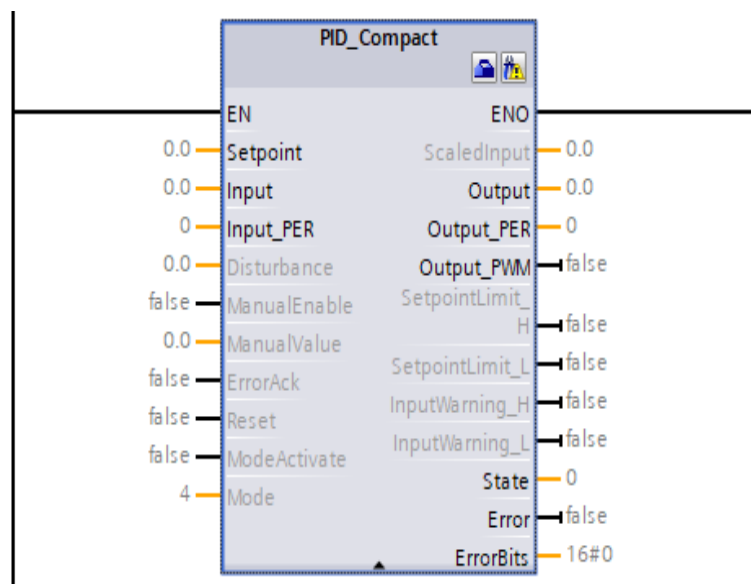 PID_Compact
EN ENO
0.0 Setpoint ScaledInput 0.0
0.0 Input Output 0.0
0 Input_PER Output_PER 0
0.0 Disturbance Output_PWM false
false ManualEnable SetpointLimit_
H false
0.0 ManualValue SetpointLimit_L false
false ErrorAck InputWarning_H false
false Reset InputWarning_L false
false ModeActivate State 0
4 Mode Error false
ErrorBits 16#0